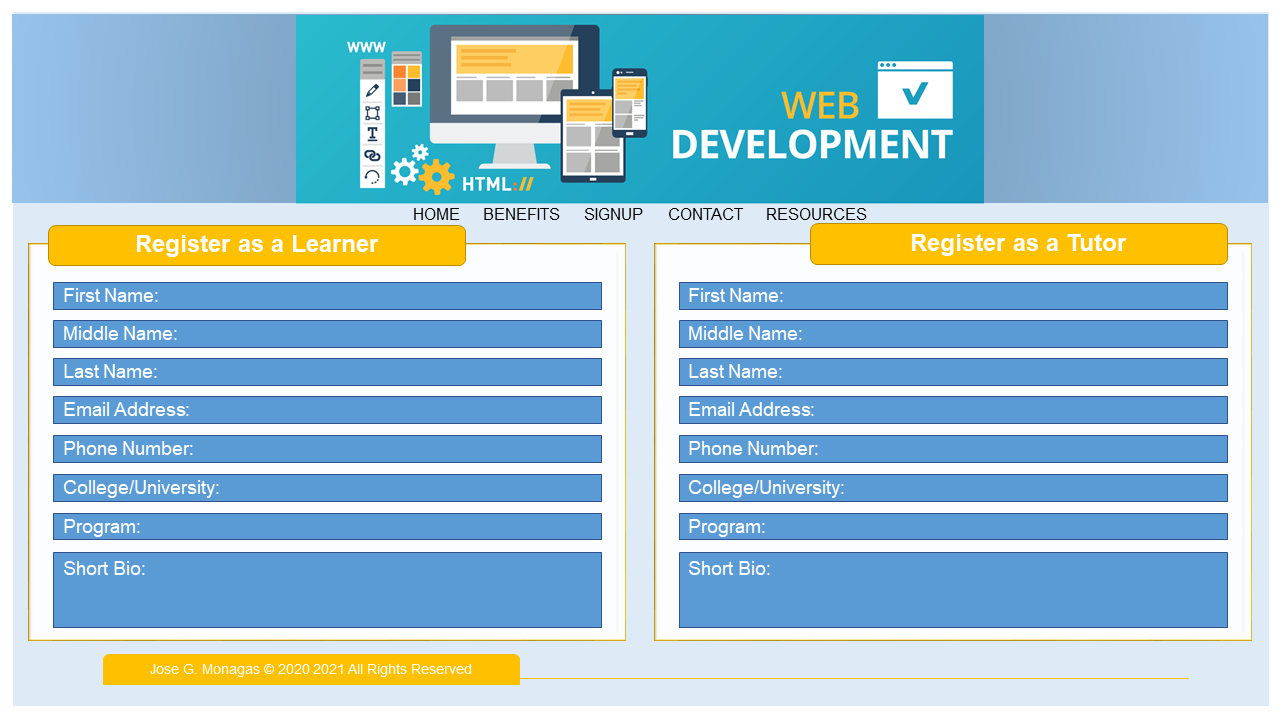 WWW
WEB
DEVELOPMENT
HTML://
T
HOME BENEFITS SIGNUP CONTACT RESOURCES
Register as a Learner
First Name:
Middle Name:
Last Name:
Email Address:
Phone Number:
College/University:
Program:
Short Bio:
Register as a Tutor
First Name:
Middle Name:
Last Name:
Email Address:
Phone Number:
College/University:
Program:
Short Bio:
Jose G. Monagas © 2020 2021 All Rights Reserved